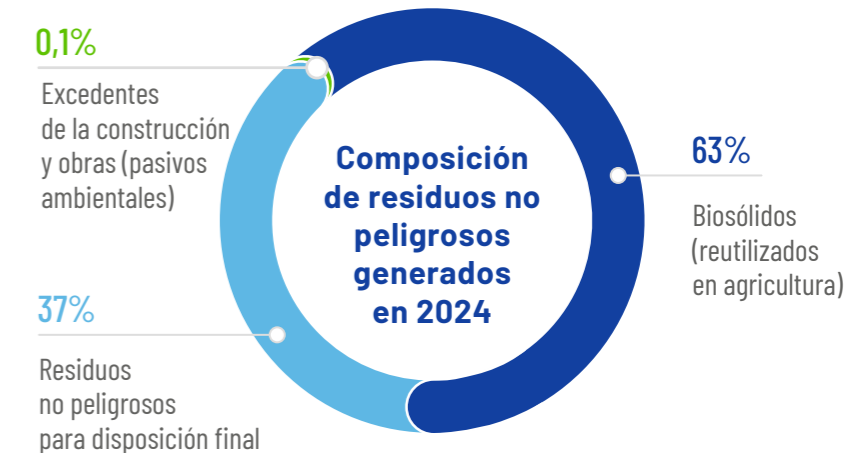 0,1%
Excedentes
de la construcción
y obras (pasivos
ambientales)
37%
Residuos
no peligrosos
para disposición final
Composición
de residuos no
peligrosos
generados
en 2024
63%
Biosólidos
(reutilizados
en agricultura)